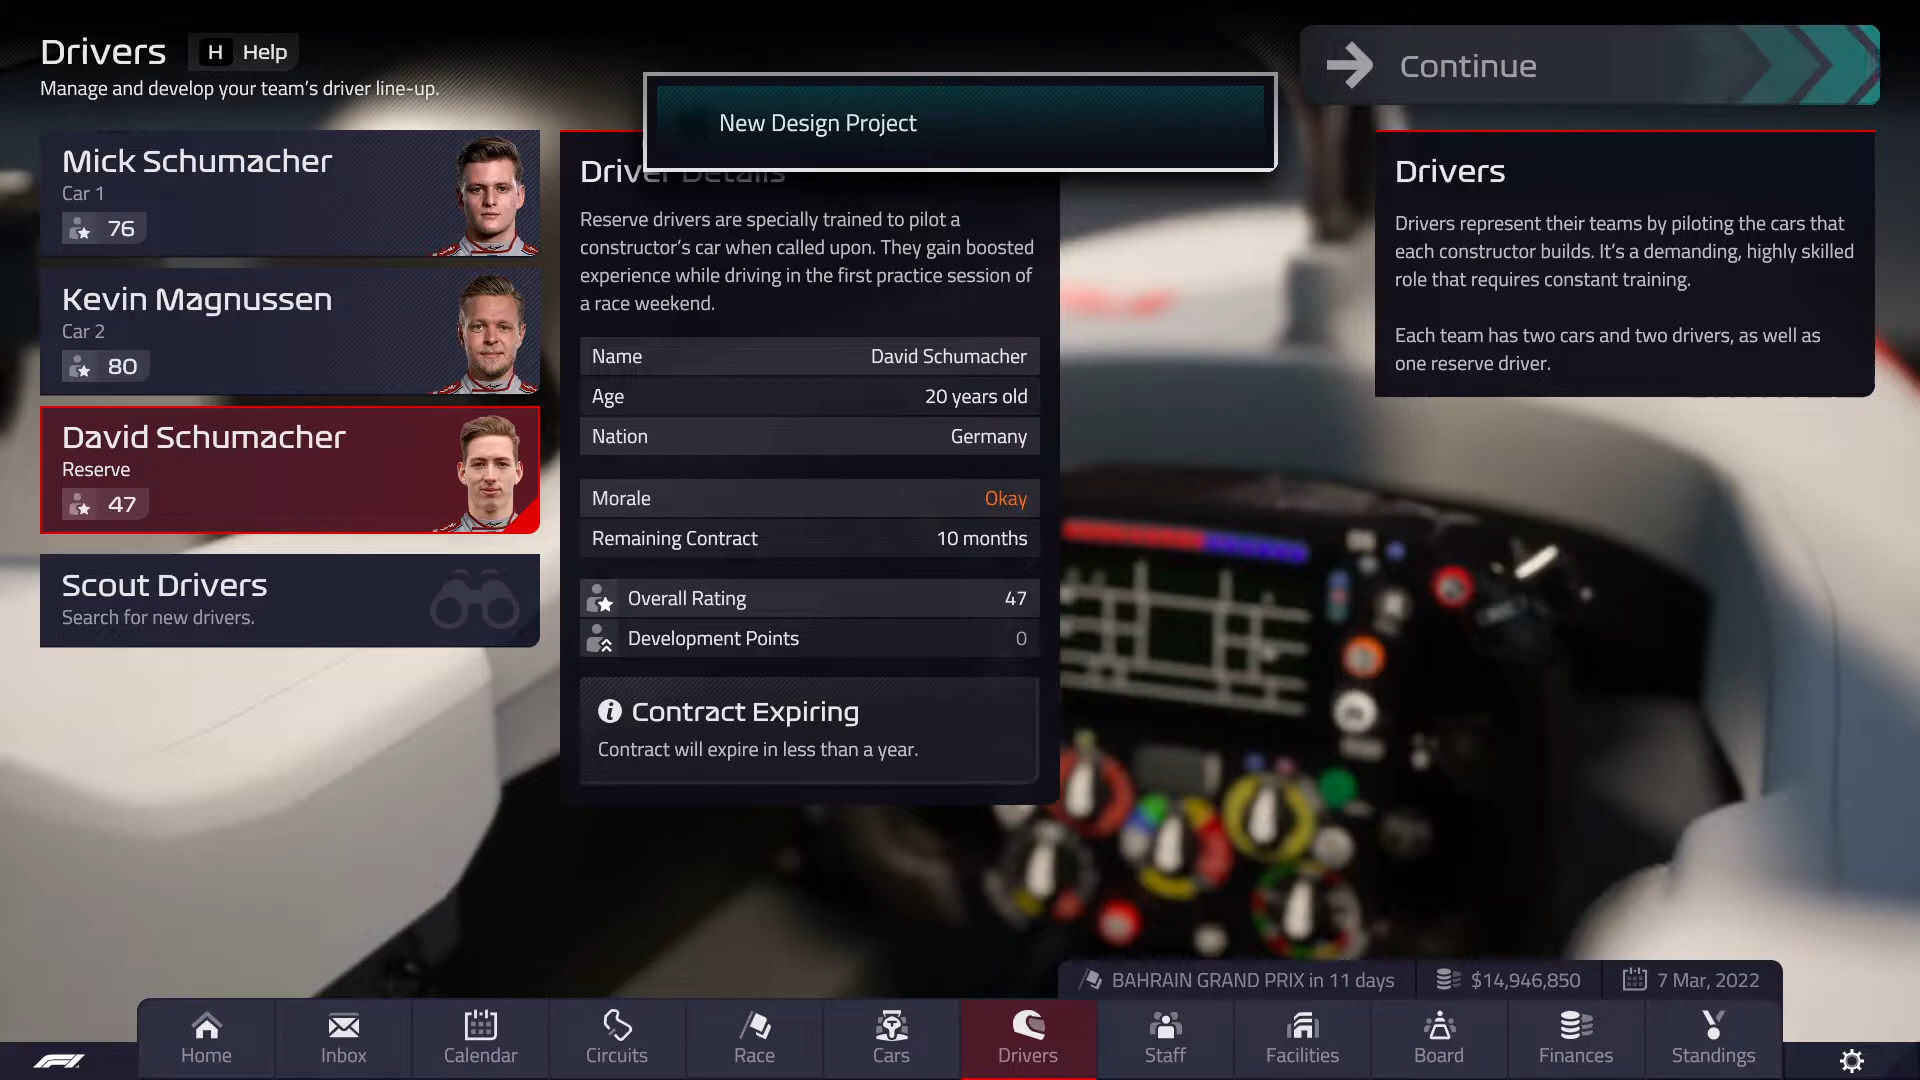 Drivers
H Help
Manage and develop your team's driver line-up.
Continue
New Design Project
Mick Schumacher
Car 1
76
Kevin Magnussen
Car 2
80
David Schumacher
Reserve
47
Scout Drivers
Search for new drivers.
Driver Details
Reserve drivers are specially trained to pilot a
constructor's car when called upon. They gain boosted
experience while driving in the first practice session of
a race weekend.
Name David Schumacher
Age 20 years old
Nation Germany
Morale Okay
Remaining Contract 10 months
Overall Rating 47
Development Points 0
Contract Expiring
Contract will expire in less than a year.
Drivers
Drivers represent their teams by piloting the cars that
each constructor builds. It's a demanding, highly skilled
role that requires constant training.
Each team has two cars and two drivers, as well as
one reserve driver.
BAHRAIN GRAND PRIX in 11 days
$14,946,850
7 Mar, 2022
Home
Inbox
Calendar
Circuits
Race
Cars
Drivers
Staff
Facilities
Board
Finances
Standings